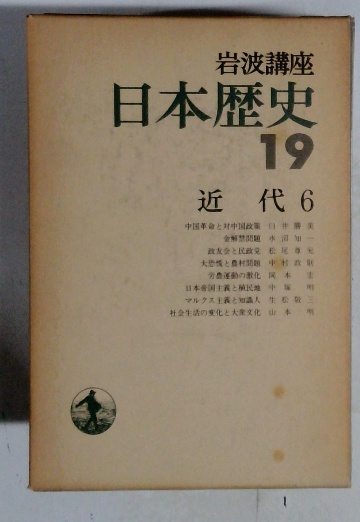 岩波講座
日本歴史
19
近代6
中国革命と対中国政策 臼井勝美
金解禁問題 水沼知一
政友会と民政党 松尾尊兊
大恐慌と農村問題 中村政則
労農運動の激化 岡本宏
日本帝国主義と植民地 中塚明
マルクス主義と知識人 生松敬三
社会生活の変化と大衆文化 山本明